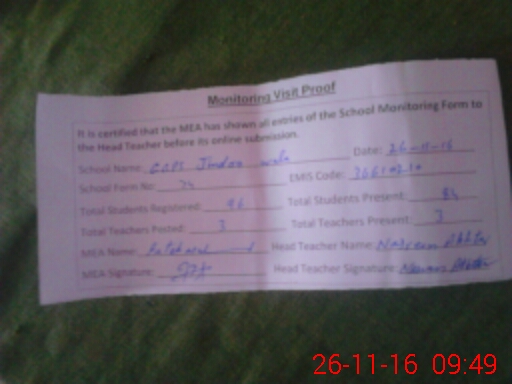 Monitoring Visit Proof
It is certified that the MEA has shown all entries of the School Monitoring Form to
the Head Teacher before its online submission.
School Name: Date: 26-11-16
School Form No: EMIS Code:
Total Students Registered: 96 Total Students Present:
Total Teachers Posted: 3 Total Teachers Present: 3
MEA Name: Head Teacher Name: Nasreen Akhtar
MEA Signature: Head Teacher Signature:
26-11-16 09:49